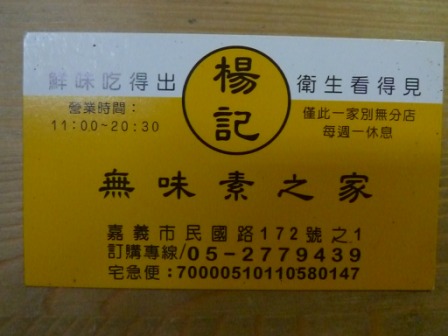 鮮味吃得出
楊記
衛生看得見
營業時間：
11:00~20:30
僅此一家別無分店
每週一休息
無味素之家
嘉義市民國路172號之1
訂購專線/05-2779439
宅急便：70000510110580147